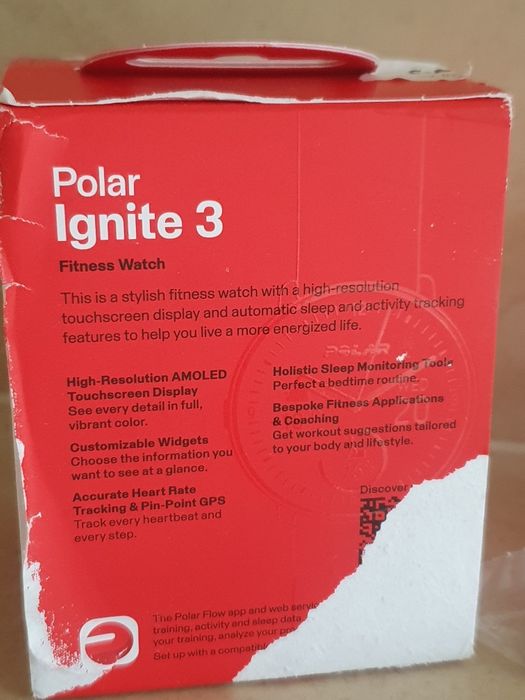 Polar
Ignite 3
Fitness Watch
This is a stylish fitness watch with a high-resolution
touchscreen display and automatic sleep and activity tracking
features to help you live a more energized life.
POLAR
High-Resolution AMOLED
Touchscreen Display
See every detail in full,
vibrant color.
Customizable Widgets
Choose the information you
want to see at a glance.
Accurate Heart Rate
Tracking & Pin-Point GPS
Track every heartbeat and
every step.
Holistic Sleep Monitoring Tools
Perfect a bedtime routine.
Bespoke Fitness Applications
& Coaching
Get workout suggestions tailored
to your body and lifestyle.
Discover
The Polar Flow app and web
training, activity and sleep data
your training, analyze your
Set up with a